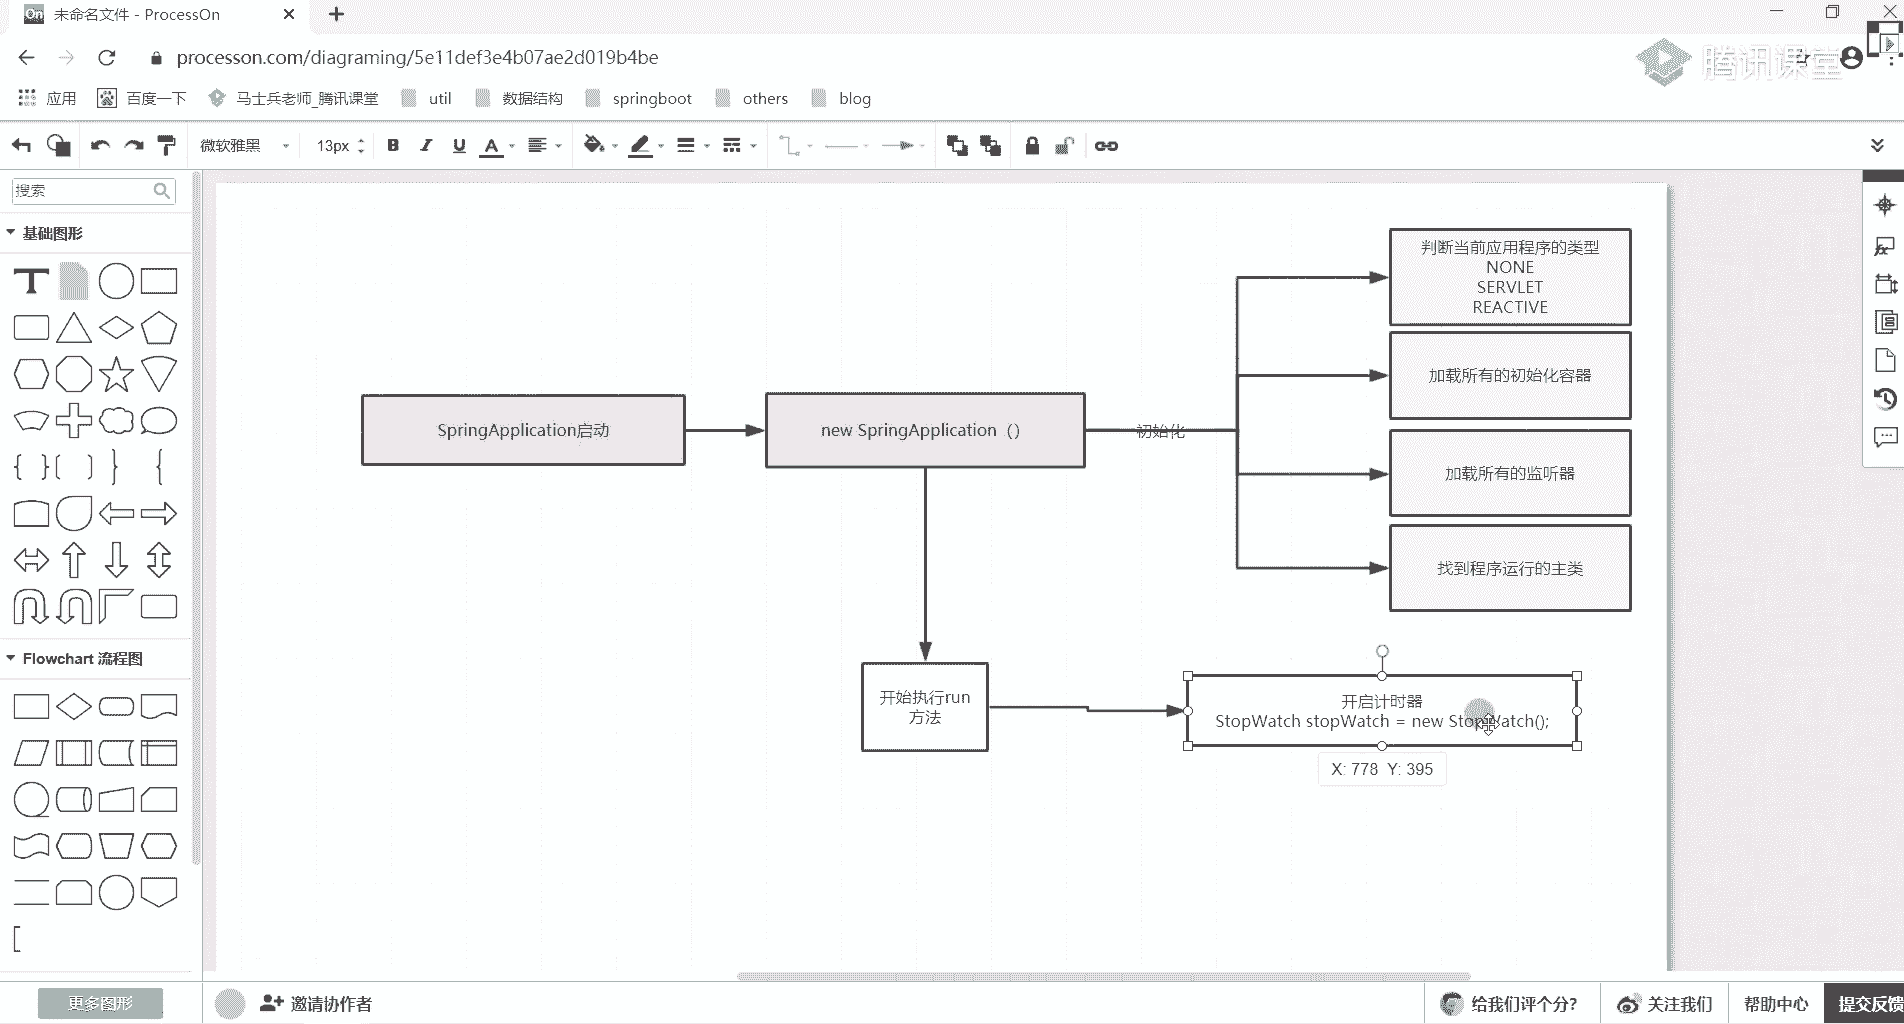 On 未命名文件 - ProcessOn
processon.com/diagraming/5e11def3e4b07ae2d019b4be
腾讯课堂
应用 百度一下 马士兵老师_腾讯课堂 util 数据结构 springboot others blog
微软雅黑 13px B I U A
搜索
基础图形
T
Flowchart 流程图
更多图形
判断当前应用程序的类型
NONE
SERVLET
REACTIVE
加载所有的初始化容器
SpringApplication启动
new SpringApplication（）
初始化
加载所有的监听器
找到程序运行的主类
开始执行run
方法
开启计时器
StopWatch stopWatch = new StopWatch();
X: 778 Y: 395
邀请协作者
给我们评个分?
关注我们
帮助中心
提交反馈